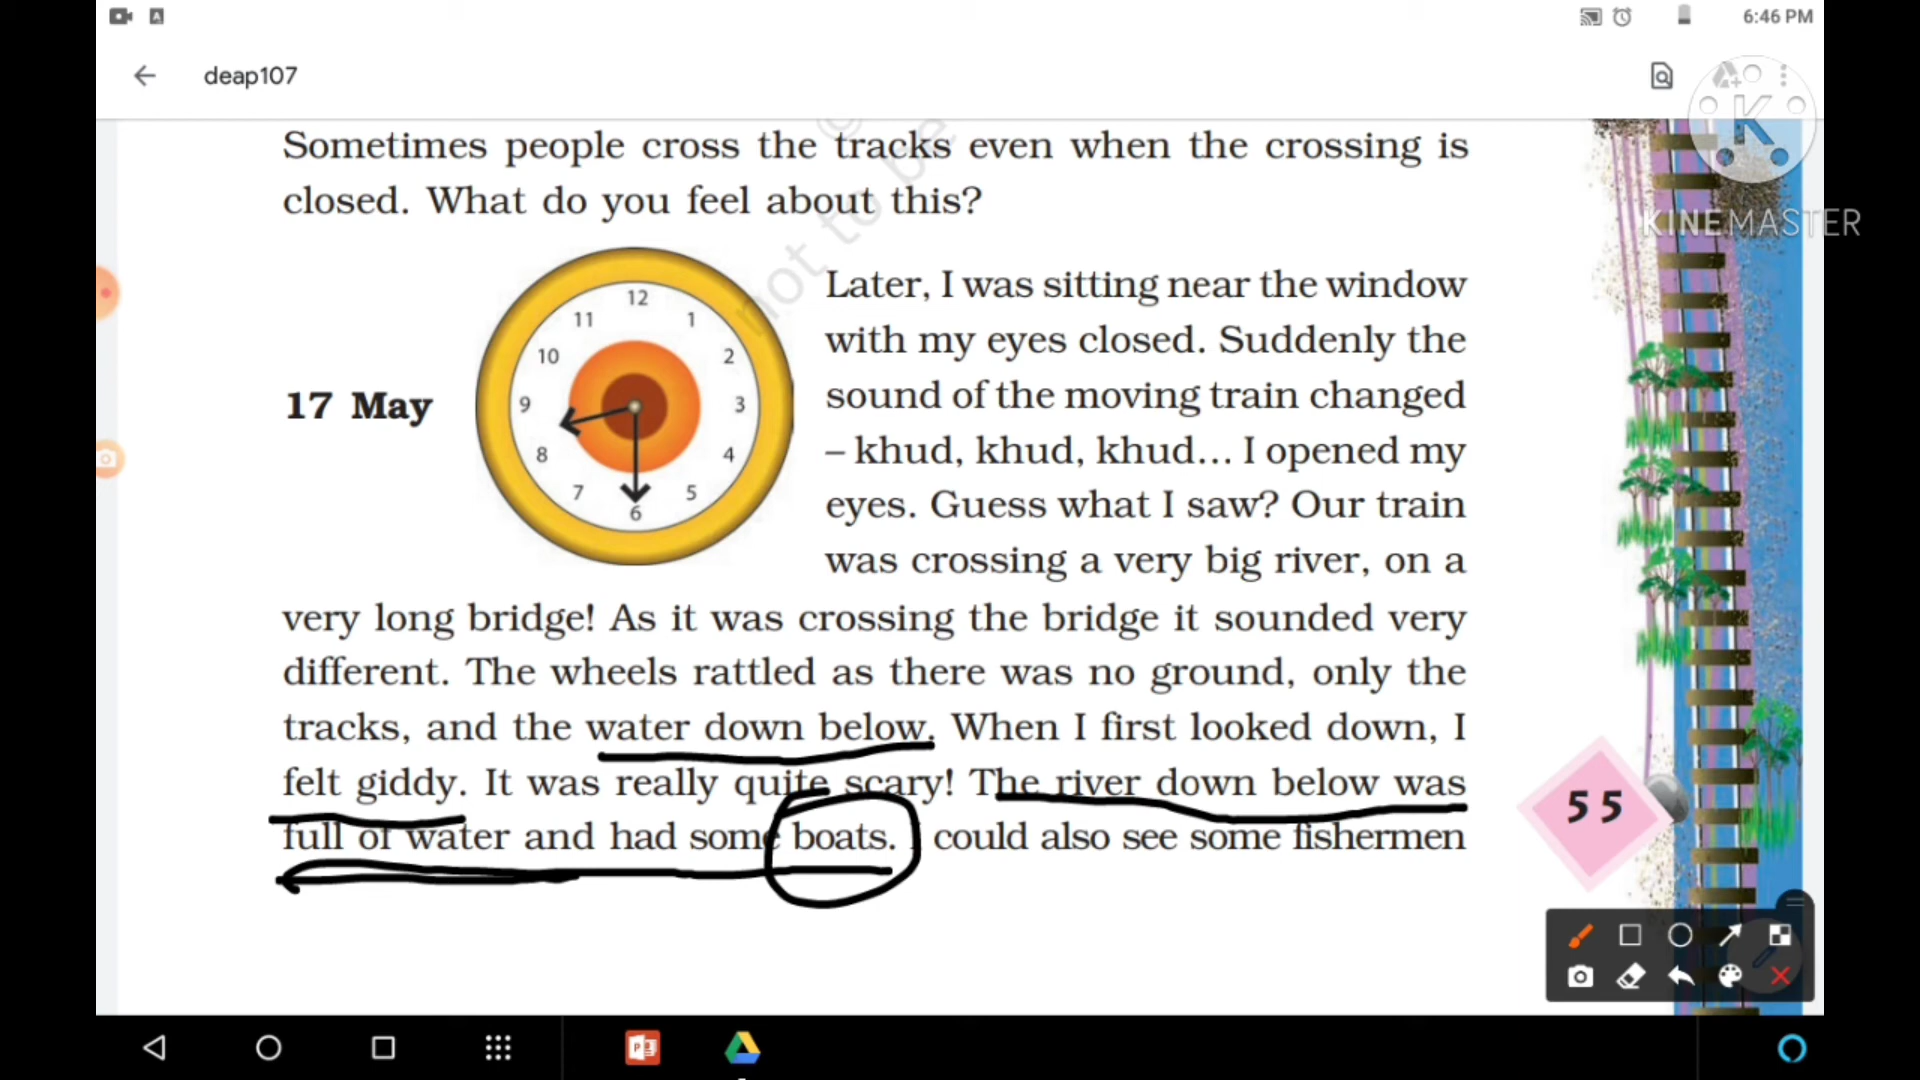 6:46 PM
deap107
K
KINEMASTER
Sometimes people cross the tracks even when the crossing is
closed. What do you feel about this?
not to be
17 May
12
11 1
10 2
9 3
8 4
7 5
6
Later, I was sitting near the window
with my eyes closed. Suddenly the
sound of the moving train changed
– khud, khud, khud... I opened my
eyes. Guess what I saw? Our train
was crossing a very big river, on a
very long bridge! As it was crossing the bridge it sounded very
different. The wheels rattled as there was no ground, only the
tracks, and the water down below. When I first looked down, I
felt giddy. It was really quite scary! The river down below was
full of water and had some boats. I could also see some fishermen
55